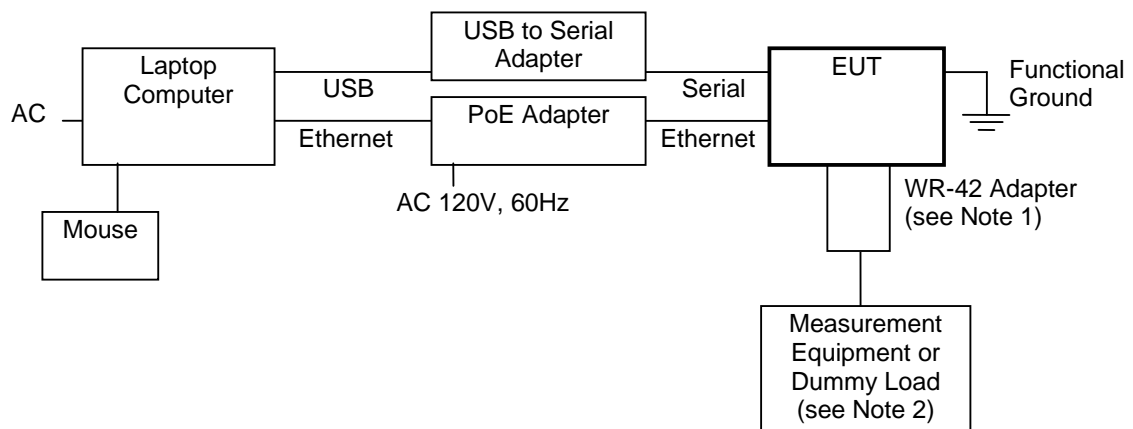 USB to Serial
Adapter
Laptop
Computer
EUT
Functional
Ground
USB
Serial
AC
PoE Adapter
Ethernet
Ethernet
AC 120V, 60Hz
WR-42 Adapter
(see Note 1)
Mouse
Measurement
Equipment or
Dummy Load
(see Note 2)